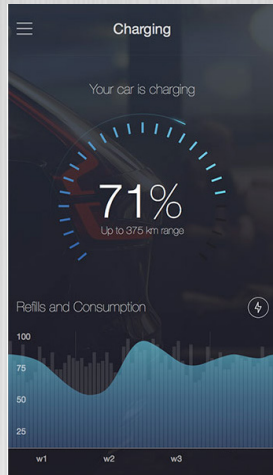 Charging
Your car is charging
71%
Up to 375 km range
Refills and Consumption
100
75
50
25
w1 w2 w3